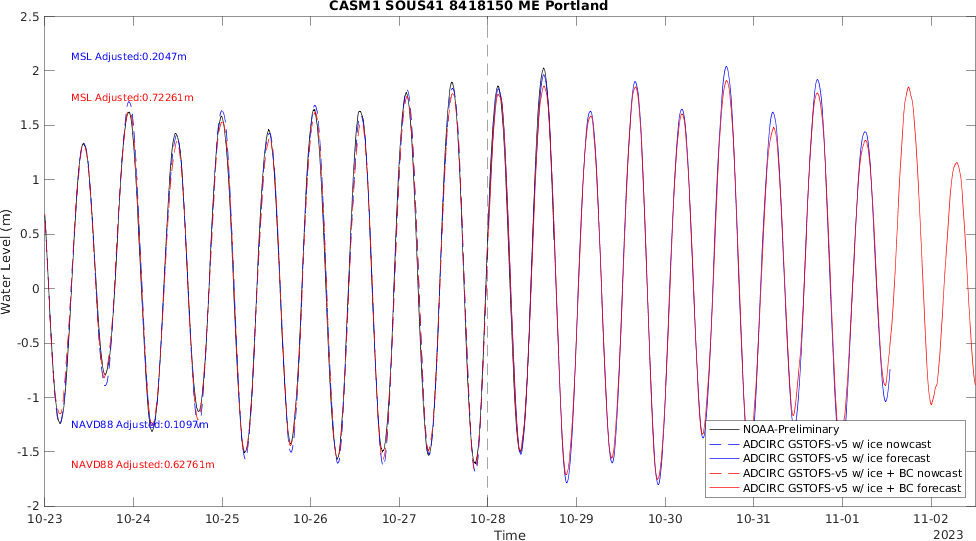 CASM1 SOUS41 8418150 ME Portland
2.5
2
1.5
1
0.5
0
-0.5
-1
-1.5
-2
Water Level (m)
MSL Adjusted:0.2047m
MSL Adjusted:0.72261m
NAVD88 Adjusted:0.1097m
NAVD88 Adjusted:0.62761m
NOAA-Preliminary
ADCIRC GSTOFS-v5 w/ ice nowcast
ADCIRC GSTOFS-v5 w/ ice forecast
ADCIRC GSTOFS-v5 w/ ice + BC nowcast
ADCIRC GSTOFS-v5 w/ ice + BC forecast
10-23 10-24 10-25 10-26 10-27 10-28 10-29 10-30 10-31 11-01 11-02
Time
2023